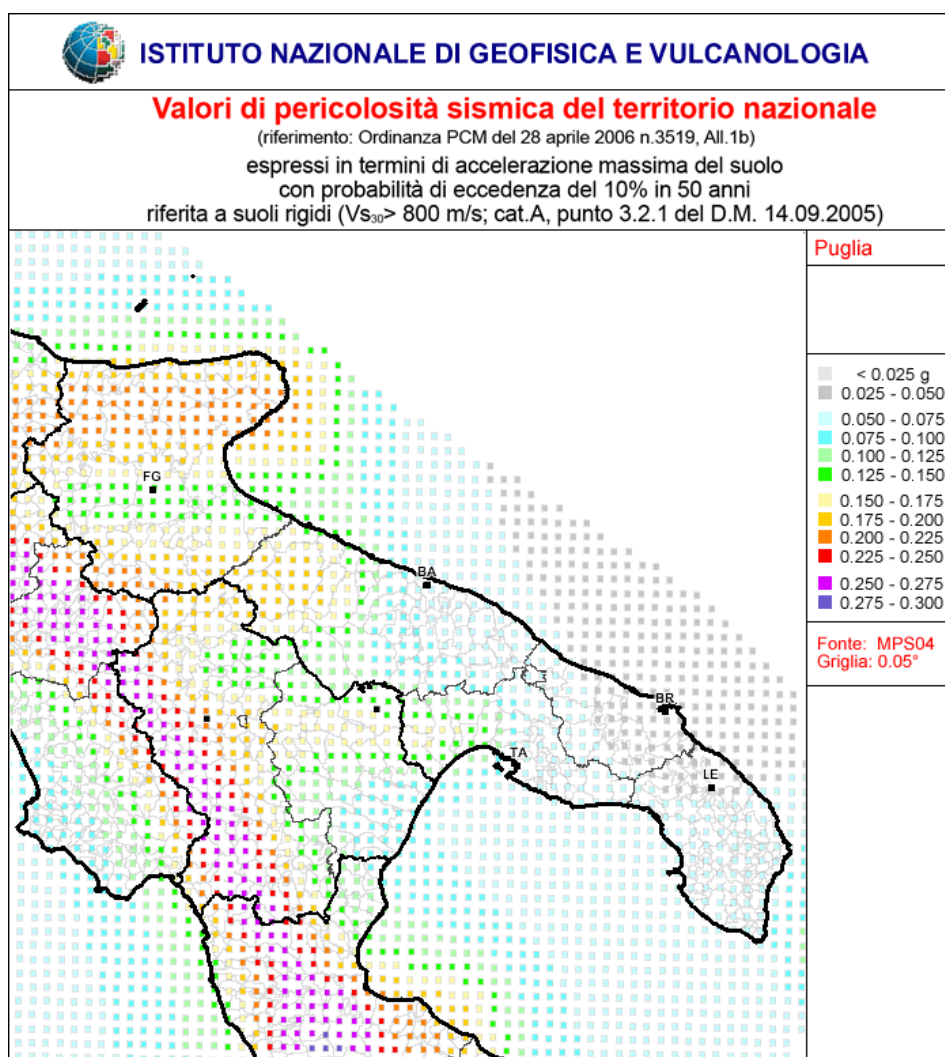 ISTITUTO NAZIONALE DI GEOFISICA E VULCANOLOGIA
Valori di pericolosità sismica del territorio nazionale
(riferimento: Ordinanza PCM del 28 aprile 2006 n.3519, All.1b)
espressi in termini di accelerazione massima del suolo
con probabilità di eccedenza del 10% in 50 anni
riferita a suoli rigidi (Vs₃₀> 800 m/s; cat.A, punto 3.2.1 del D.M. 14.09.2005)
Puglia
< 0.025 g
0.025 - 0.050
0.050 - 0.075
0.075 - 0.100
0.100 - 0.125
0.125 - 0.150
0.150 - 0.175
0.175 - 0.200
0.200 - 0.225
0.225 - 0.250
0.250 - 0.275
0.275 - 0.300
Fonte: MPS04
Griglia: 0.05°
FG
BA
BR
TA
LE